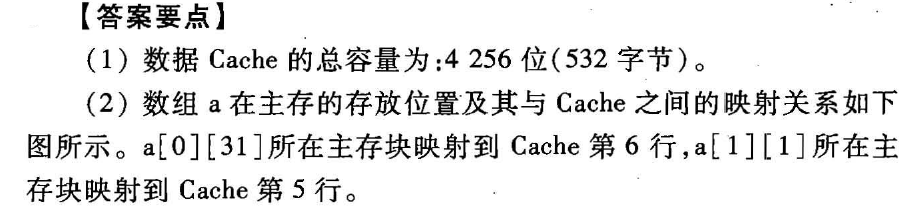 【答案要点】
(1) 数据 Cache 的总容量为:4 256 位(532 字节)。
(2) 数组 a 在主存的存放位置及其与 Cache 之间的映射关系如下
图所示。a[0][31]所在主存块映射到 Cache 第 6 行,a[1][1]所在主
存块映射到 Cache 第 5 行。